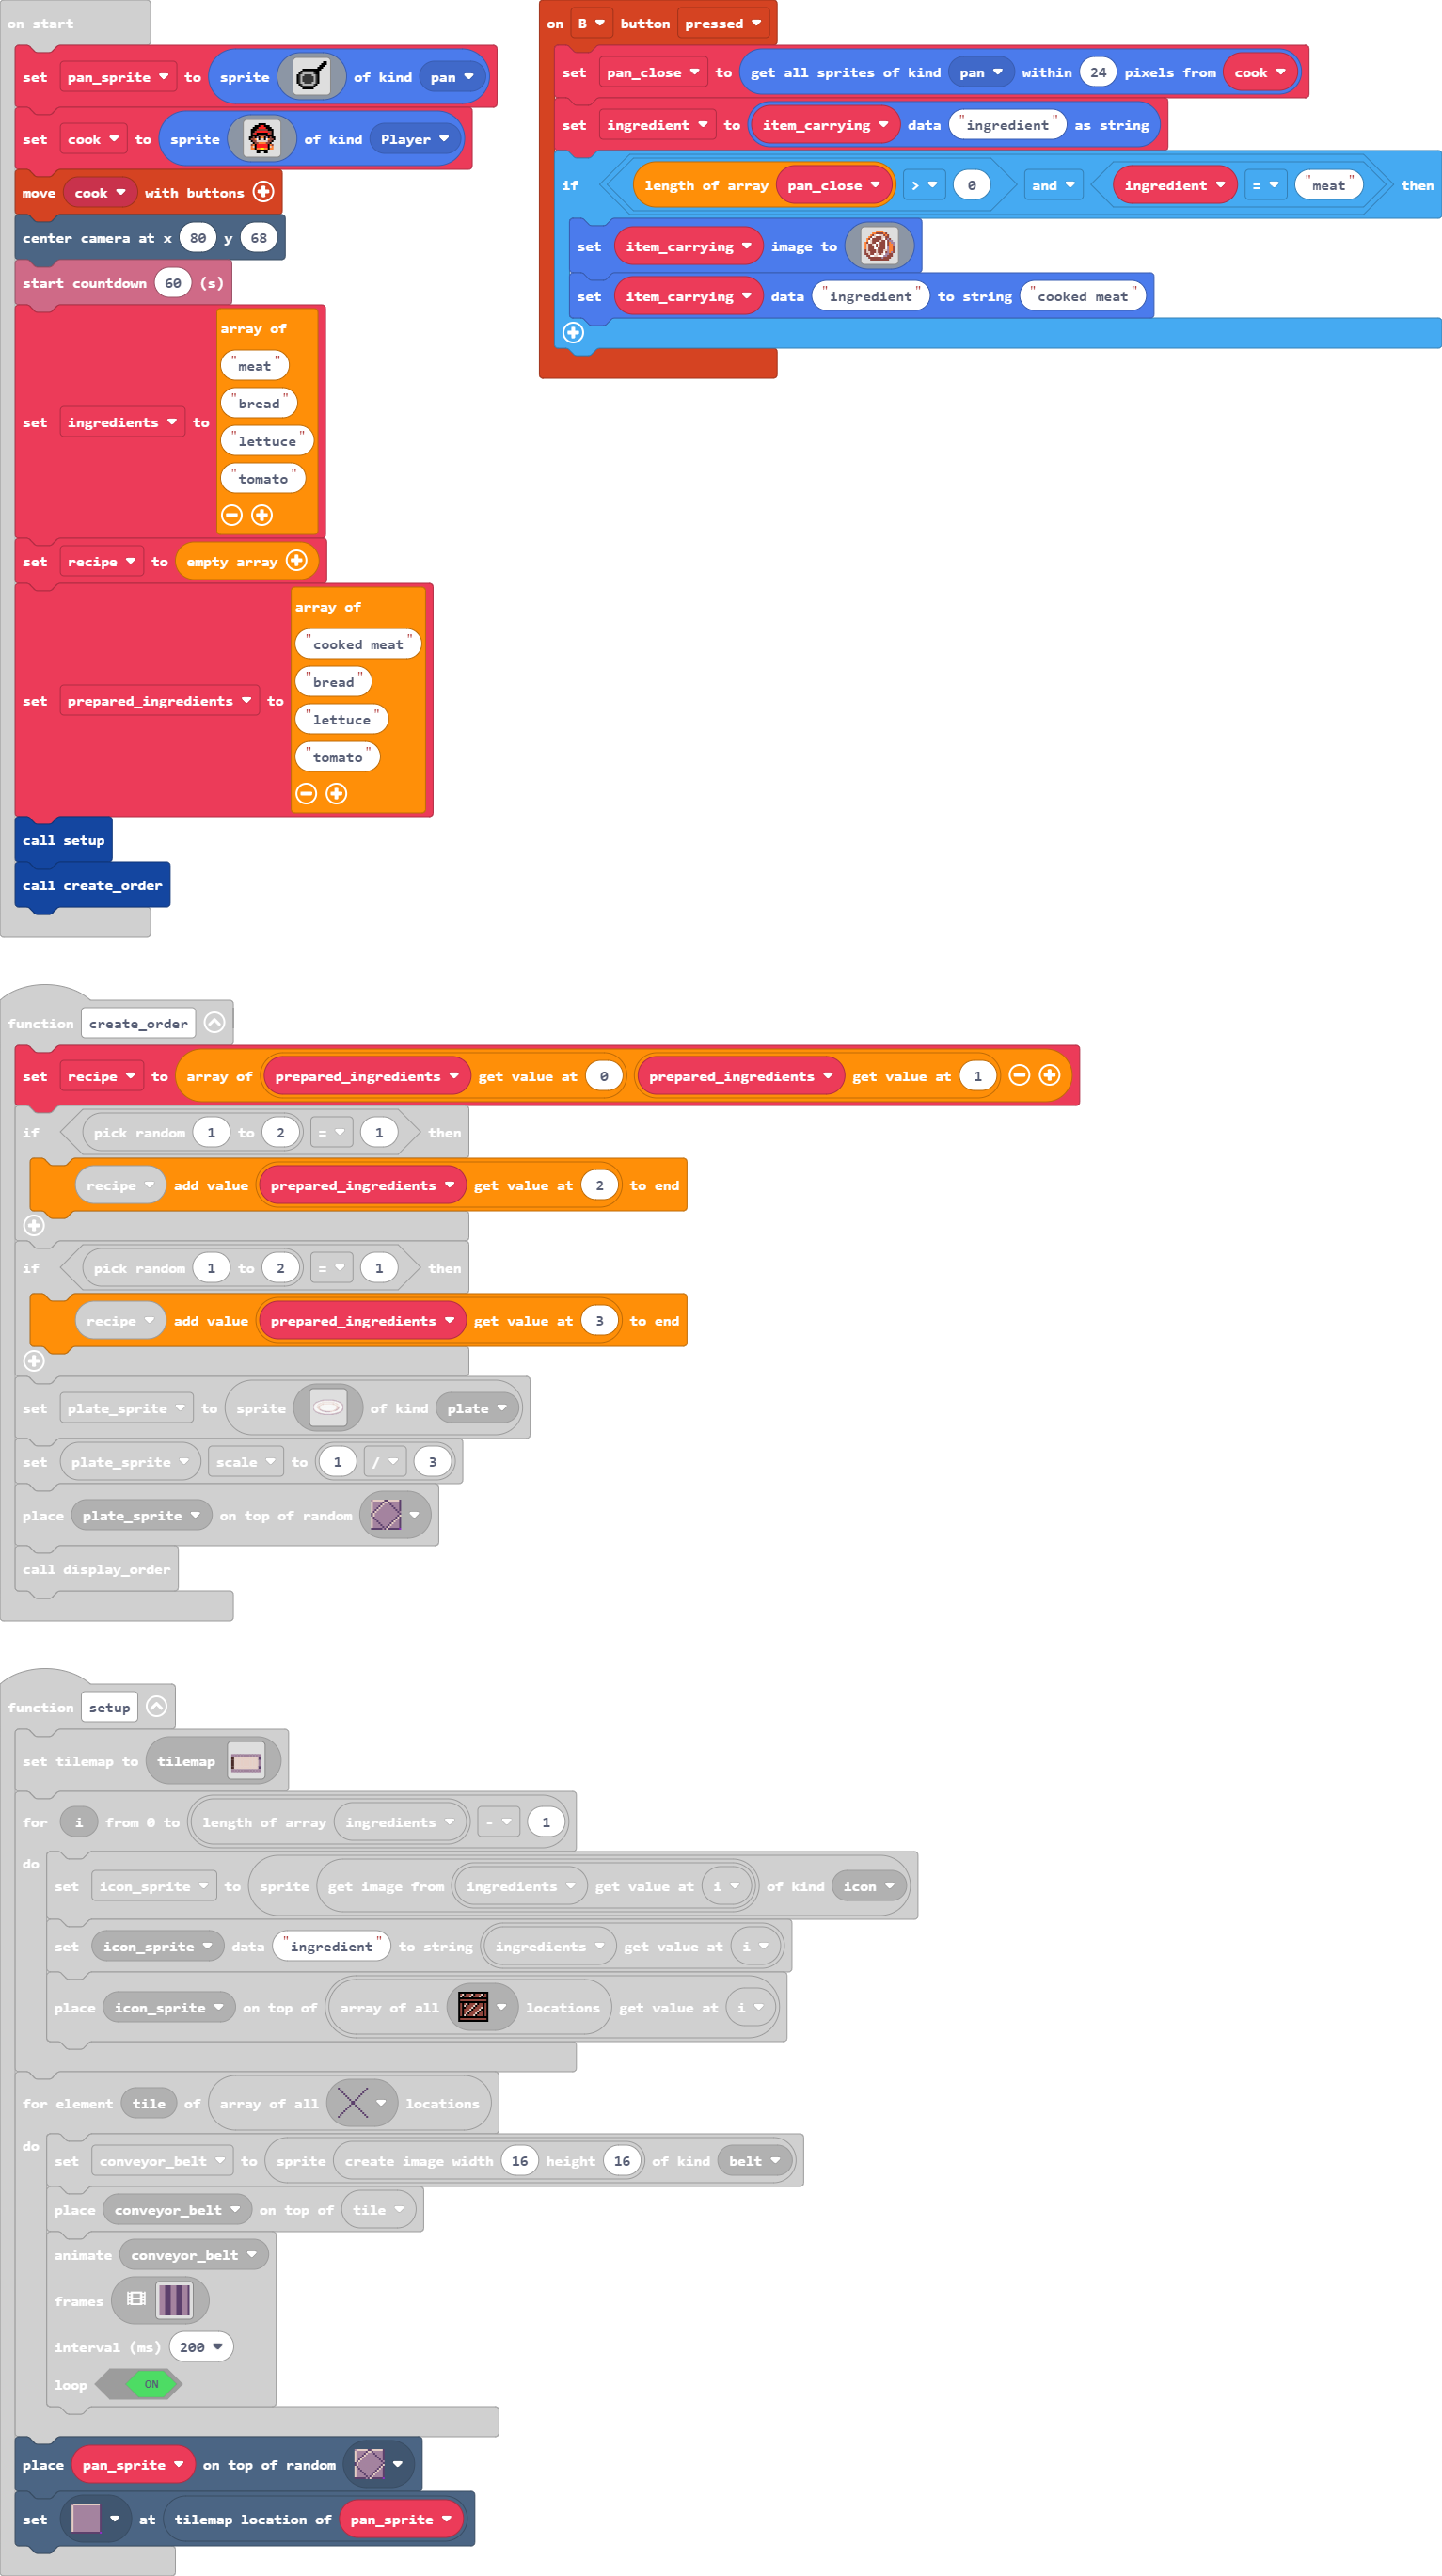 on start
set pan_sprite to sprite of kind pan
set cook to sprite of kind Player
move cook with buttons
center camera at x 80 y 68
start countdown 60 (s)
set ingredients to array of
"meat"
"bread"
"lettuce"
"tomato"
set recipe to empty array
set prepared_ingredients to array of
"cooked meat"
"bread"
"lettuce"
"tomato"
call setup
call create_order
on B button pressed
set pan_close to get all sprites of kind pan within 24 pixels from cook
set ingredient to item_carrying data "ingredient" as string
if length of array pan_close > 0 and ingredient = "meat" then
set item_carrying image to
set item_carrying data "ingredient" to string "cooked meat"
function create_order
set recipe to array of prepared_ingredients get value at 0 prepared_ingredients get value at 1
if pick random 1 to 2 = 1 then
recipe add value prepared_ingredients get value at 2 to end
if pick random 1 to 2 = 1 then
recipe add value prepared_ingredients get value at 3 to end
set plate_sprite to sprite of kind plate
set plate_sprite scale to 1 / 3
place plate_sprite on top of random
call display_order
function setup
set tilemap to tilemap
for i from 0 to length of array ingredients - 1
do
set icon_sprite to sprite get image from ingredients get value at i of kind icon
set icon_sprite data "ingredient" to string ingredients get value at i
place icon_sprite on top of array of all locations get value at i
for element tile of array of all locations
do
set conveyor_belt to sprite create image width 16 height 16 of kind belt
place conveyor_belt on top of tile
animate conveyor_belt
frames
interval (ms) 200
loop ON
place pan_sprite on top of random
set at tilemap location of pan_sprite